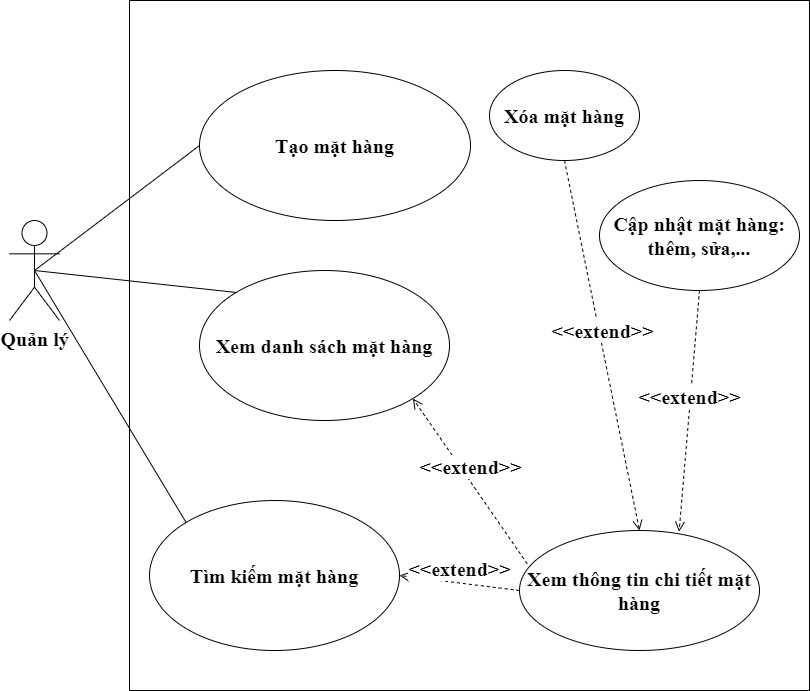 Tạo mặt hàng
Xóa mặt hàng
Cập nhật mặt hàng:
thêm, sửa,...
Quản lý
Xem danh sách mặt hàng
<<extend>>
<<extend>>
<<extend>>
Tìm kiếm mặt hàng
<<extend>>
Xem thông tin chi tiết mặt
hàng